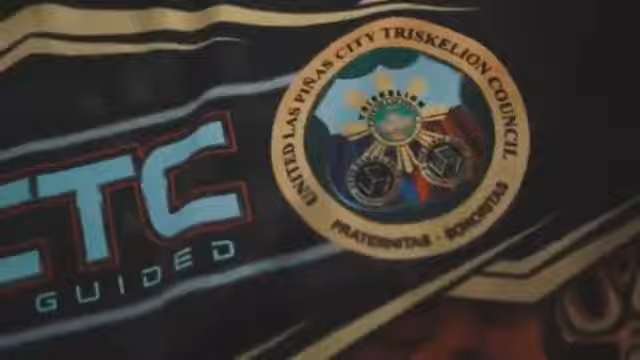 CTC
GUIDED
UNITED LAS PIÑAS CITY TRISKELION COUNCIL
TRISKELION
FRATERNITAS - SORORITAS